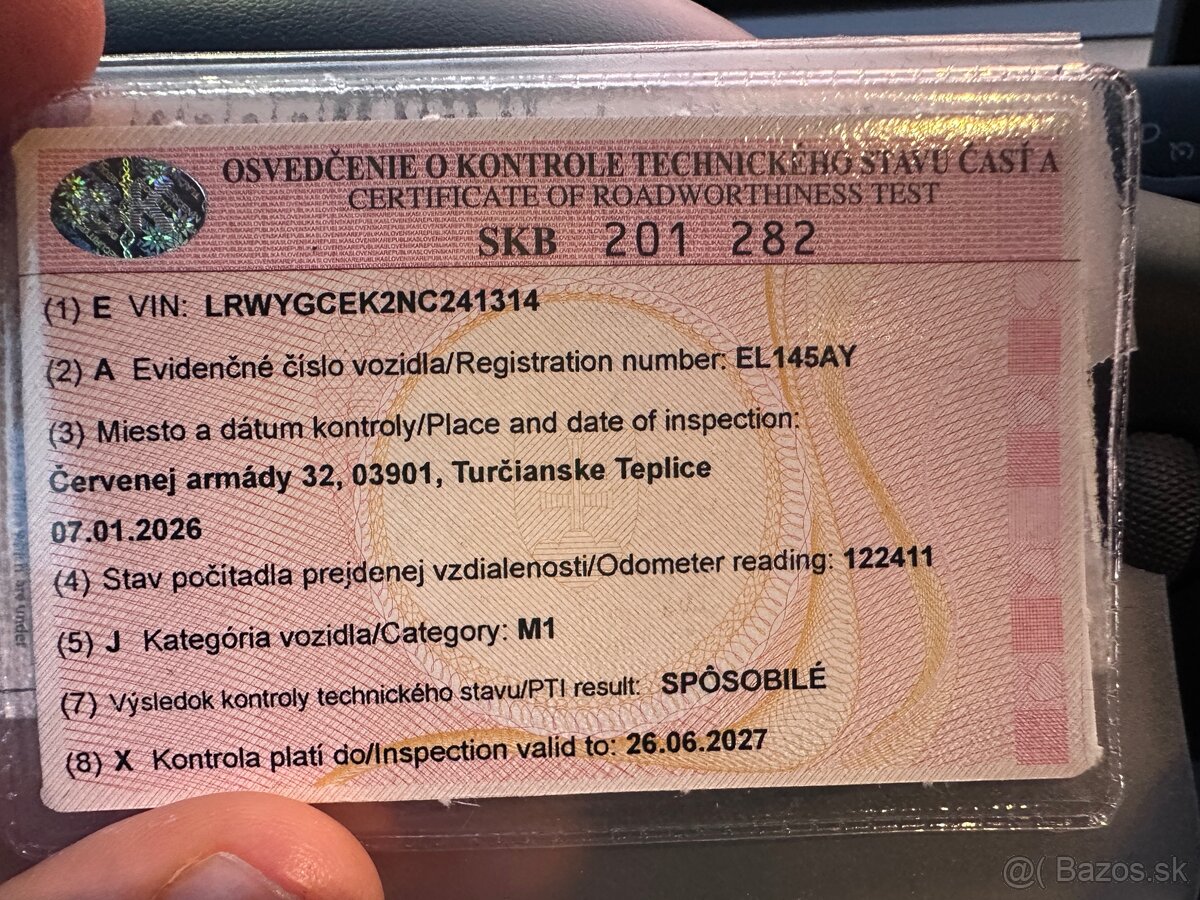 OSVEDČENIE O KONTROLE TECHNICKÉHO STAVU ČASŤ A
CERTIFICATE OF ROADWORTHINESS TEST
SKB 201 282
(1) E VIN: LRWYGCEK2NC241314
(2) A Evidenčné číslo vozidla/Registration number: EL145AY
(3) Miesto a dátum kontroly/Place and date of inspection:
Červenej armády 32, 03901, Turčianske Teplice
07.01.2026
(4) Stav počítadla prejdenej vzdialenosti/Odometer reading: 122411
(5) J Kategória vozidla/Category: M1
(7) Výsledok kontroly technického stavu/PTI result: SPÔSOBILÉ
(8) X Kontrola platí do/Inspection valid to: 26.06.2027
@( Bazos.sk